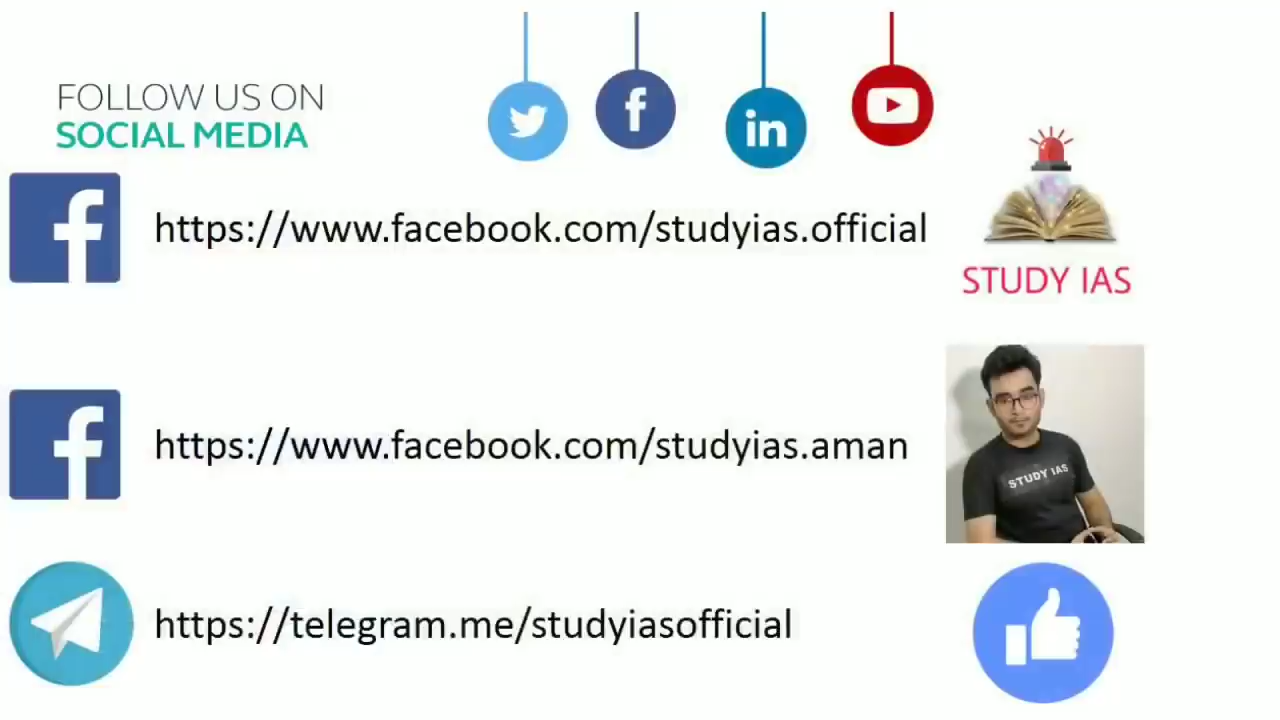 FOLLOW US ON
SOCIAL MEDIA
https://www.facebook.com/studyias.official
STUDY IAS
https://www.facebook.com/studyias.aman
STUDY IAS
https://telegram.me/studyiasofficial